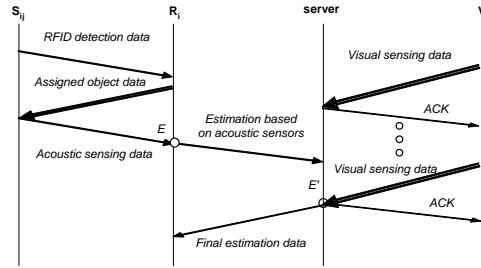 S_ij R_i server V
RFID detection data
Visual sensing data
Assigned object data
ACK
Estimation based
on acoustic sensors
E
Acoustic sensing data
Visual sensing data
E'
ACK
Final estimation data